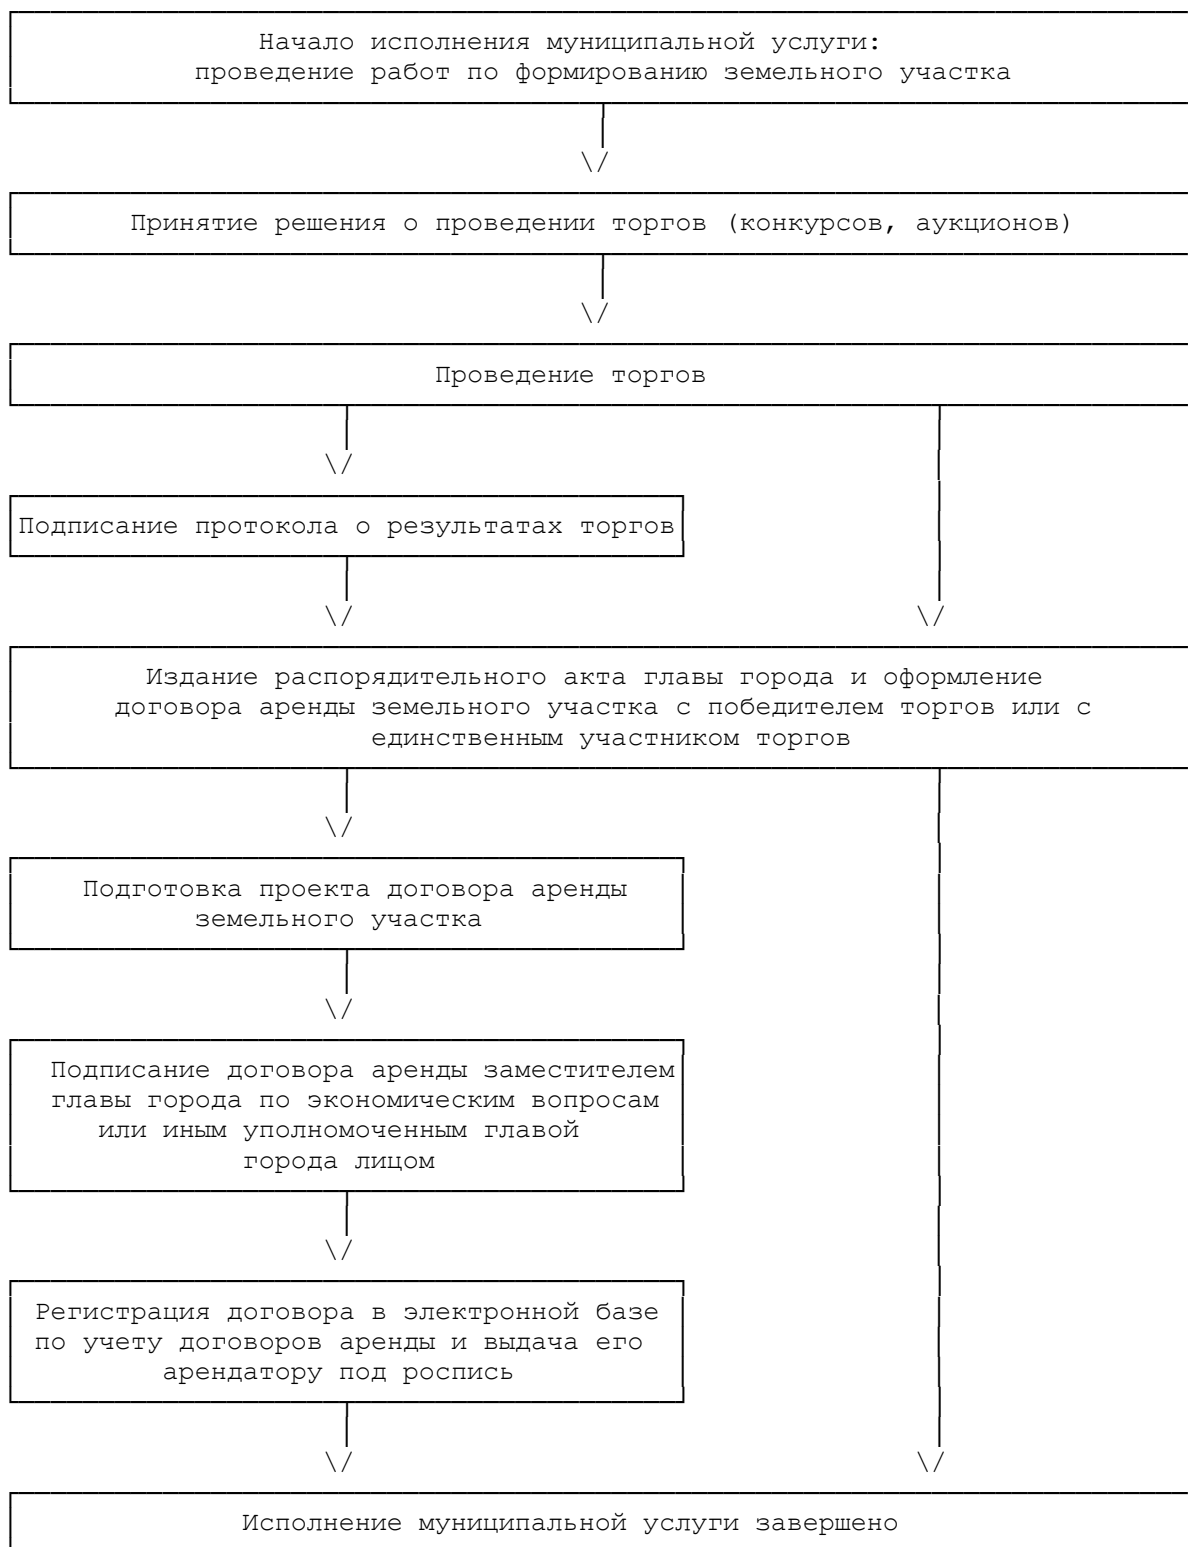 Начало исполнения муниципальной услуги:
проведение работ по формированию земельного участка
Принятие решения о проведении торгов (конкурсов, аукционов)
Проведение торгов
Подписание протокола о результатах торгов
Издание распорядительного акта главы города и оформление
договора аренды земельного участка с победителем торгов или с
единственным участником торгов
Подготовка проекта договора аренды
земельного участка
Подписание договора аренды заместителем
главы города по экономическим вопросам
или иным уполномоченным главой
города лицом
Регистрация договора в электронной базе
по учету договоров аренды и выдача его
арендатору под роспись
Исполнение муниципальной услуги завершено